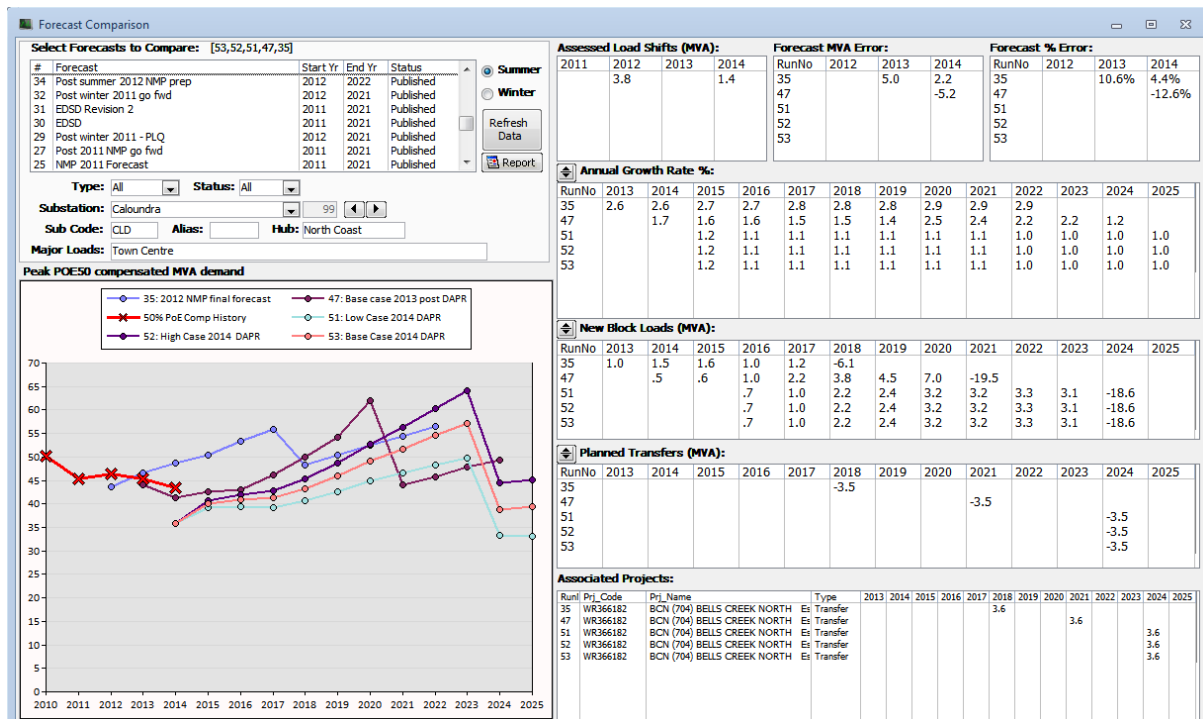 Forecast Comparison
Select Forecasts to Compare: [53,52,51,47,35]
# Forecast Start Yr End Yr Status
34 Post summer 2012 NMP prep 2012 2022 Published
32 Post winter 2011 go fwd 2012 2021 Published
31 EDSD Revision 2 2011 2021 Published
30 EDSD 2011 2021 Published
29 Post winter 2011 - PLQ 2012 2021 Published
27 Post 2011 NMP go fwd 2011 2021 Published
25 NMP 2011 Forecast 2011 2021 Published
Summer
Winter
Refresh
Data
Report
Type: All Status: All
Substation: Caloundra 99
Sub Code: CLD Alias: Hub: North Coast
Major Loads: Town Centre
Peak POE50 compensated MVA demand
35: 2012 NMP final forecast 47: Base case 2013 post DAPR
50% PoE Comp History 51: Low Case 2014 DAPR
52: High Case 2014 DAPR 53: Base Case 2014 DAPR
70
65
60
55
50
45
40
35
30
25
20
15
10
5
0
2010 2011 2012 2013 2014 2015 2016 2017 2018 2019 2020 2021 2022 2023 2024 2025
Assessed Load Shifts (MVA):
2011 2012 2013 2014
3.8 1.4
Forecast MVA Error:
RunNo 2012 2013 2014
35 5.0 2.2
47 -5.2
51
52
53
Forecast % Error:
RunNo 2012 2013 2014
35 10.6% 4.4%
47 -12.6%
51
52
53
Annual Growth Rate %:
RunNo 2013 2014 2015 2016 2017 2018 2019 2020 2021 2022 2023 2024 2025
35 2.6 2.6 2.7 2.7 2.8 2.8 2.8 2.9 2.9 2.9
47 1.7 1.6 1.6 1.5 1.5 1.4 2.5 2.4 2.2 2.2 1.2
51 1.2 1.1 1.1 1.1 1.1 1.1 1.1 1.0 1.0 1.0 1.0
52 1.2 1.1 1.1 1.1 1.1 1.1 1.1 1.0 1.0 1.0 1.0
53 1.2 1.1 1.1 1.1 1.1 1.1 1.1 1.0 1.0 1.0 1.0
New Block Loads (MVA):
RunNo 2013 2014 2015 2016 2017 2018 2019 2020 2021 2022 2023 2024 2025
35 1.0 1.5 1.6 1.0 1.2 -6.1
47 .5 .6 1.0 2.2 3.8 4.5 7.0 -19.5
51 .7 1.0 2.2 2.4 3.2 3.2 3.3 3.1 -18.6
52 .7 1.0 2.2 2.4 3.2 3.2 3.3 3.1 -18.6
53 .7 1.0 2.2 2.4 3.2 3.2 3.3 3.1 -18.6
Planned Transfers (MVA):
RunNo 2013 2014 2015 2016 2017 2018 2019 2020 2021 2022 2023 2024 2025
35 -3.5
47 -3.5
51 -3.5
52 -3.5
53 -3.5
Associated Projects:
RunI Prj_Code Prj_Name Type 2013 2014 2015 2016 2017 2018 2019 2020 2021 2022 2023 2024 2025
35 WR366182 BCN (704) BELLS CREEK NORTH Es Transfer 3.6
47 WR366182 BCN (704) BELLS CREEK NORTH Es Transfer 3.6
51 WR366182 BCN (704) BELLS CREEK NORTH Es Transfer 3.6
52 WR366182 BCN (704) BELLS CREEK NORTH Es Transfer 3.6
53 WR366182 BCN (704) BELLS CREEK NORTH Es Transfer 3.6